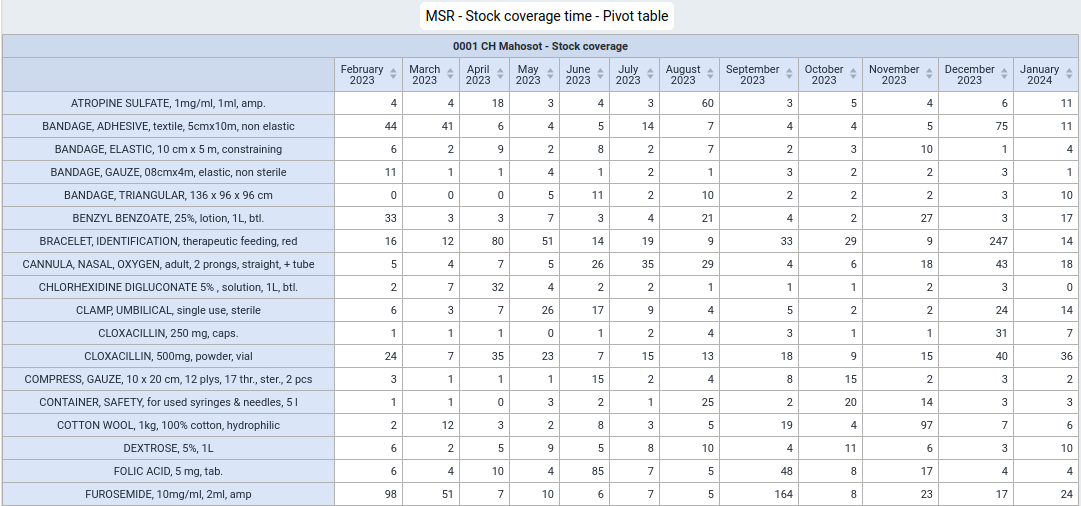 MSR - Stock coverage time - Pivot table
0001 CH Mahosot - Stock coverage
February 2023 March 2023 April 2023 May 2023 June 2023 July 2023 August 2023 September 2023 October 2023 November 2023 December 2023 January 2024
ATROPINE SULFATE, 1mg/ml, 1ml, amp. 4 4 18 3 4 3 60 3 5 4 6 11
BANDAGE, ADHESIVE, textile, 5cmx10m, non elastic 44 41 6 4 5 14 7 4 4 5 75 11
BANDAGE, ELASTIC, 10 cm x 5 m, constraining 6 2 9 2 8 2 7 2 3 10 1 4
BANDAGE, GAUZE, 08cmx4m, elastic, non sterile 11 1 1 4 1 2 1 3 2 2 3 1
BANDAGE, TRIANGULAR, 136 x 96 x 96 cm 0 0 0 5 11 2 10 2 2 2 3 10
BENZYL BENZOATE, 25%, lotion, 1L, btl. 33 3 3 7 3 4 21 4 2 27 3 17
BRACELET, IDENTIFICATION, therapeutic feeding, red 16 12 80 51 14 19 9 33 29 9 247 14
CANNULA, NASAL, OXYGEN, adult, 2 prongs, straight, + tube 5 4 7 5 26 35 29 4 6 18 43 18
CHLORHEXIDINE DIGLUCONATE 5% , solution, 1L, btl. 2 7 32 4 2 2 1 1 1 2 3 0
CLAMP, UMBILICAL, single use, sterile 6 3 7 26 17 9 4 5 2 2 24 14
CLOXACILLIN, 250 mg, caps. 1 1 1 0 1 2 4 3 1 1 31 7
CLOXACILLIN, 500mg, powder, vial 24 7 35 23 7 15 13 18 9 15 40 36
COMPRESS, GAUZE, 10 x 20 cm, 12 plys, 17 thr., ster., 2 pcs 3 1 1 1 15 2 4 8 15 2 3 2
CONTAINER, SAFETY, for used syringes & needles, 5 l 1 1 0 3 2 1 25 2 20 14 3 3
COTTON WOOL, 1kg, 100% cotton, hydrophilic 2 12 3 2 8 3 5 19 4 97 7 6
DEXTROSE, 5%, 1L 6 2 5 9 5 8 10 4 11 6 3 10
FOLIC ACID, 5 mg, tab. 6 4 10 4 85 7 5 48 8 17 4 4
FUROSEMIDE, 10mg/ml, 2ml, amp 98 51 7 10 6 7 5 164 8 23 17 24